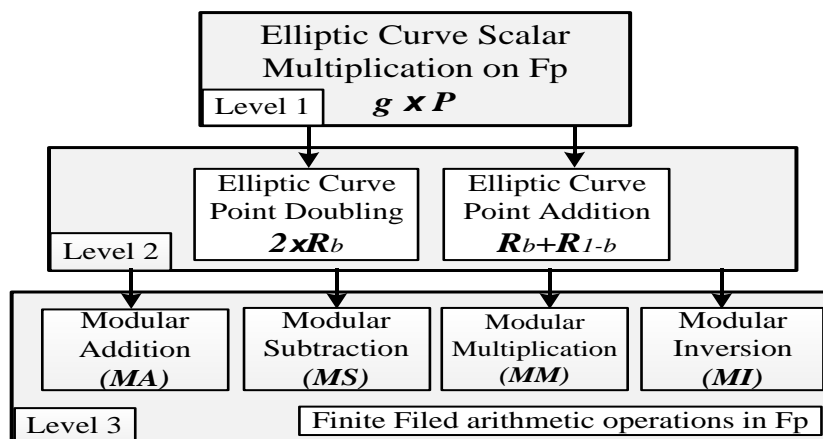 Elliptic Curve Scalar
Multiplication on Fp
g x P
Level 1
Elliptic Curve
Point Doubling
2xRb
Elliptic Curve
Point Addition
Rb+R1-b
Level 2
Modular
Addition
(MA)
Modular
Subtraction
(MS)
Modular
Multiplication
(MM)
Modular
Inversion
(MI)
Level 3
Finite Filed arithmetic operations in Fp